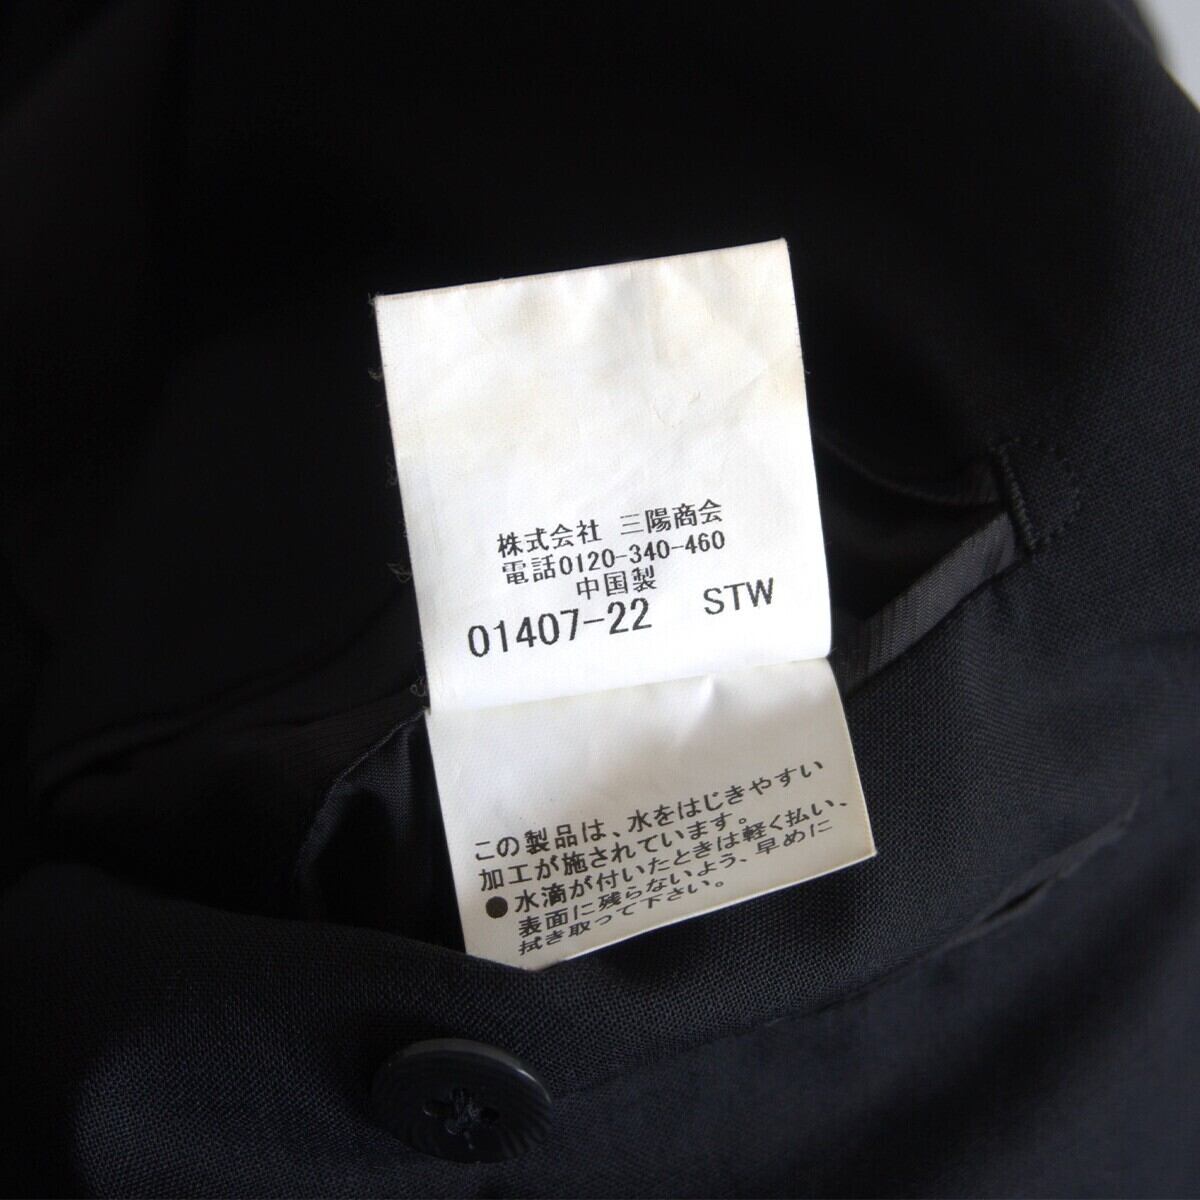 株式会社 三陽商会
電話0120-340-460
中国製
01407-22 STW
この製品は、水をはじきやすい
加工が施されています。
●水滴が付いたときは軽く払い、
表面に残らないよう、早めに
拭き取って下さい。